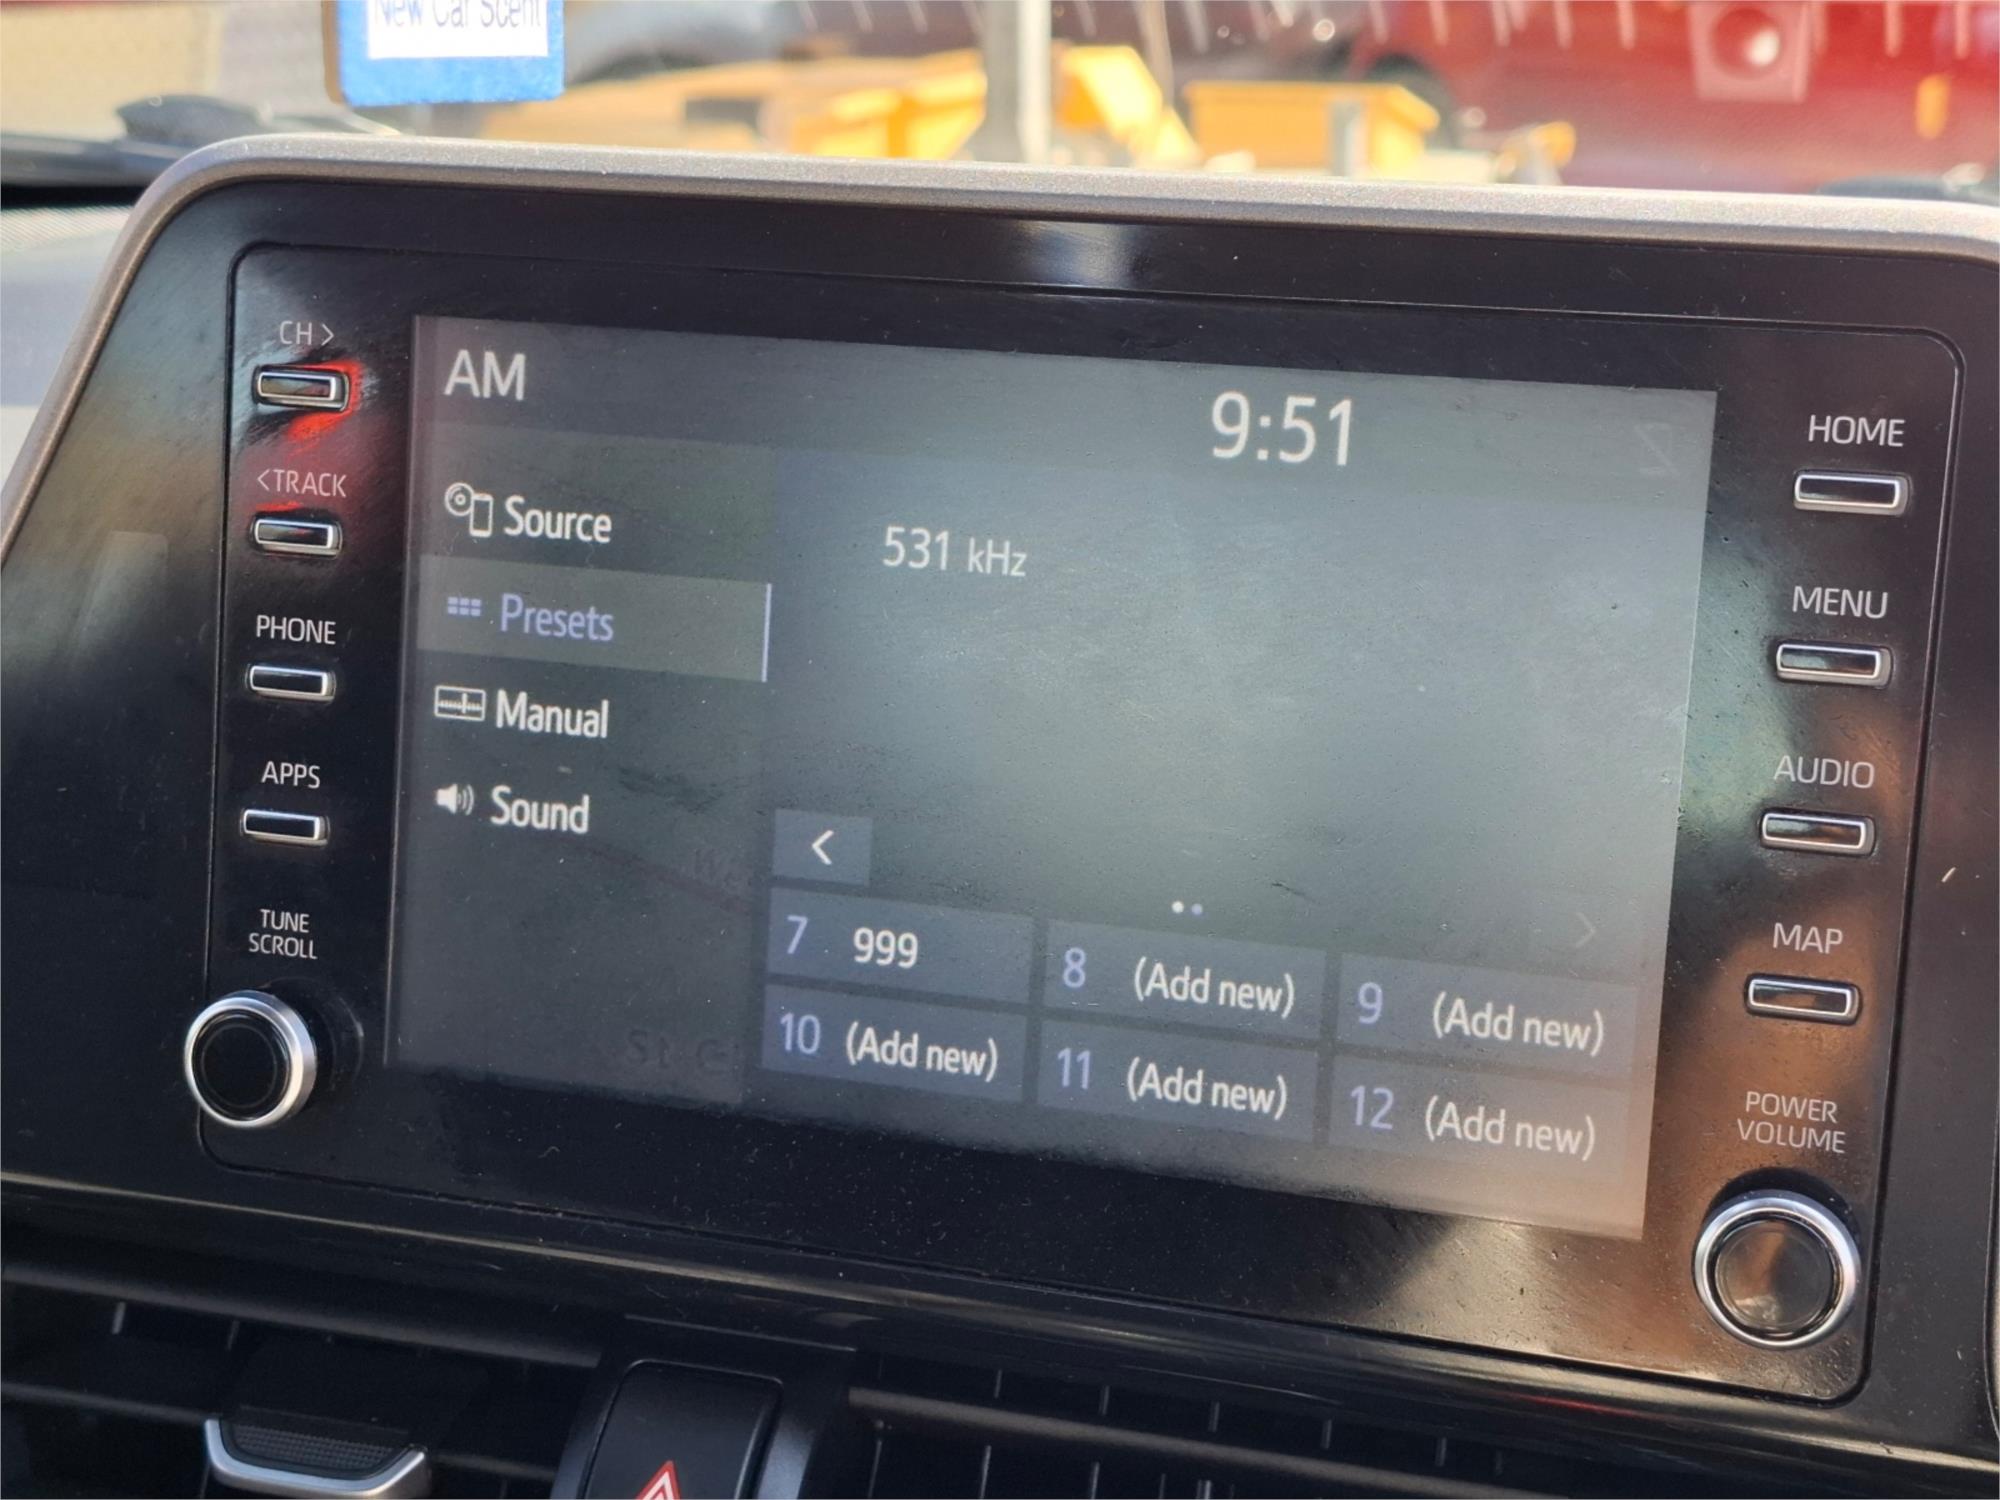 New Car Scent
CH >
<TRACK
PHONE
APPS
TUNE
SCROLL
AM
9:51
Source
Presets
Manual
Sound
531 kHz
<
7 999
8 (Add new)
9 (Add new)
10 (Add new)
11 (Add new)
12 (Add new)
HOME
MENU
AUDIO
MAP
POWER
VOLUME